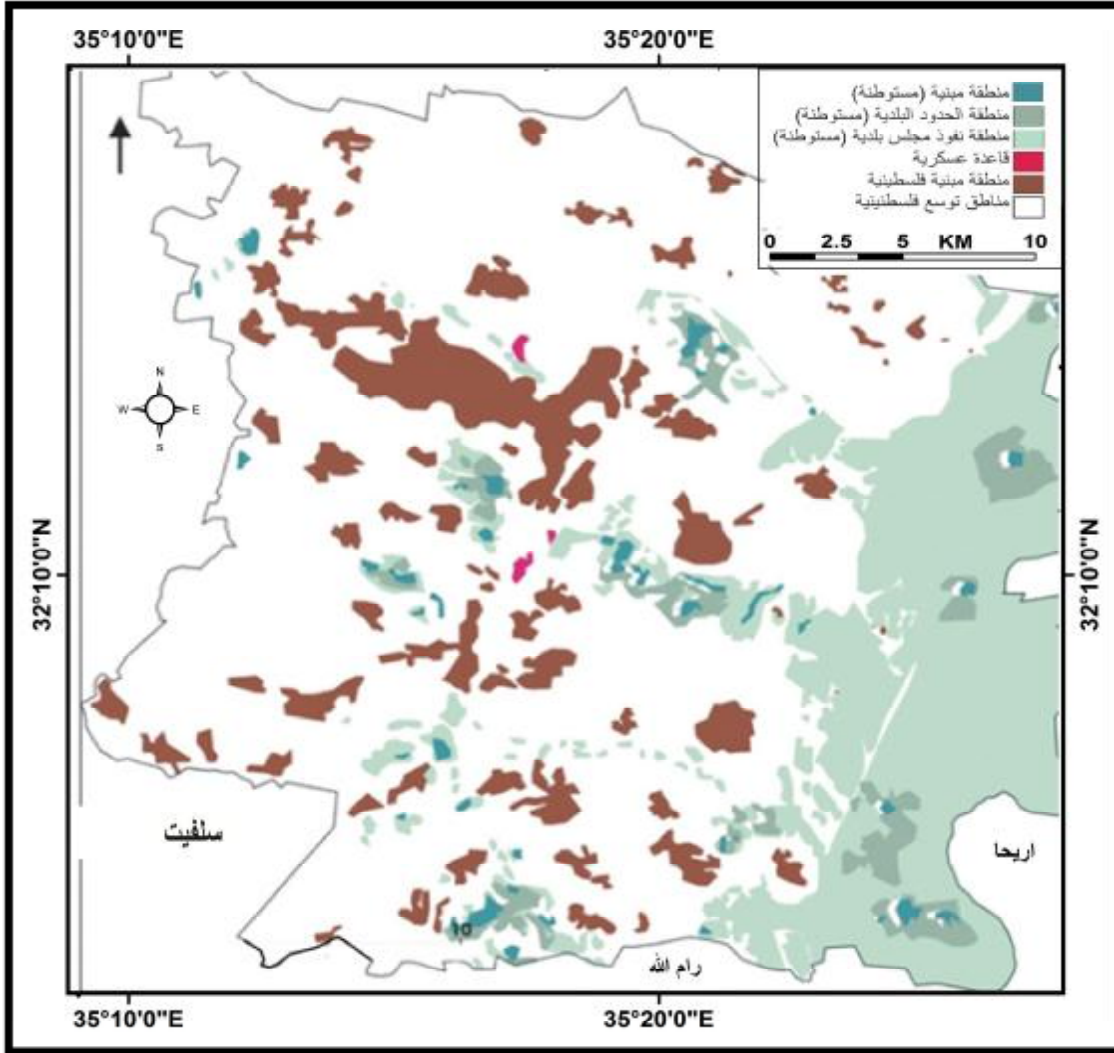 35°10'0"E 35°20'0"E
منطقة مبنية (مستوطنة)
منطقة الحدود البلدية (مستوطنة)
منطقة نفوذ مجلس بلدية (مستوطنة)
قاعدة عسكرية
منطقة مبنية فلسطينية
مناطق توسع فلسطنينية
0 2.5 5 KM 10
N
W E
S
32°10'0"N 32°10'0"N
سلفيت
اريحا
10
رام الله
35°10'0"E 35°20'0"E